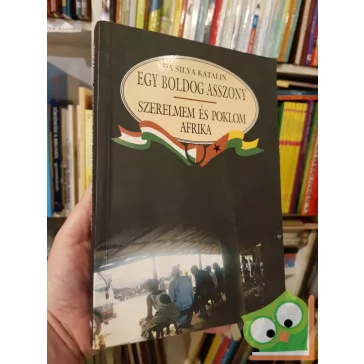 DA SILVA KATALIN
EGY BOLDOG ASSZONY
SZERELMEM ÉS POKLOM
AFRIKA